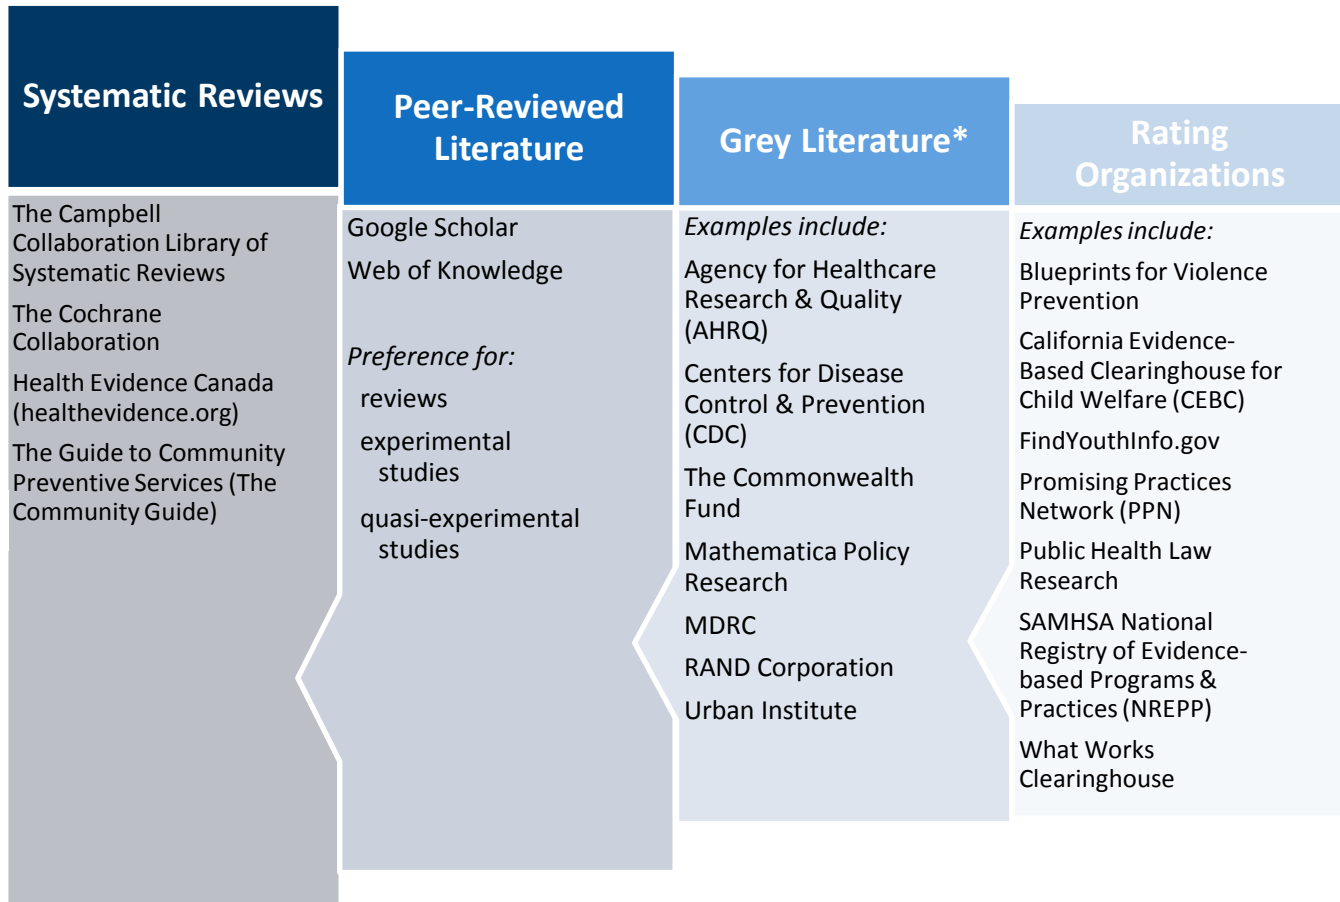 Systematic Reviews
The Campbell
Collaboration Library of
Systematic Reviews
The Cochrane
Collaboration
Health Evidence Canada
(healthevidence.org)
The Guide to Community
Preventive Services (The
Community Guide)
Peer-Reviewed
Literature
Google Scholar
Web of Knowledge
Preference for:
reviews
experimental
studies
quasi-experimental
studies
Grey Literature*
Examples include:
Agency for Healthcare
Research & Quality
(AHRQ)
Centers for Disease
Control & Prevention
(CDC)
The Commonwealth
Fund
Mathematica Policy
Research
MDRC
RAND Corporation
Urban Institute
Rating
Organizations
Examples include:
Blueprints for Violence
Prevention
California Evidence-
Based Clearinghouse for
Child Welfare (CEBC)
FindYouthInfo.gov
Promising Practices
Network (PPN)
Public Health Law
Research
SAMHSA National
Registry of Evidence-
based Programs &
Practices (NREPP)
What Works
Clearinghouse